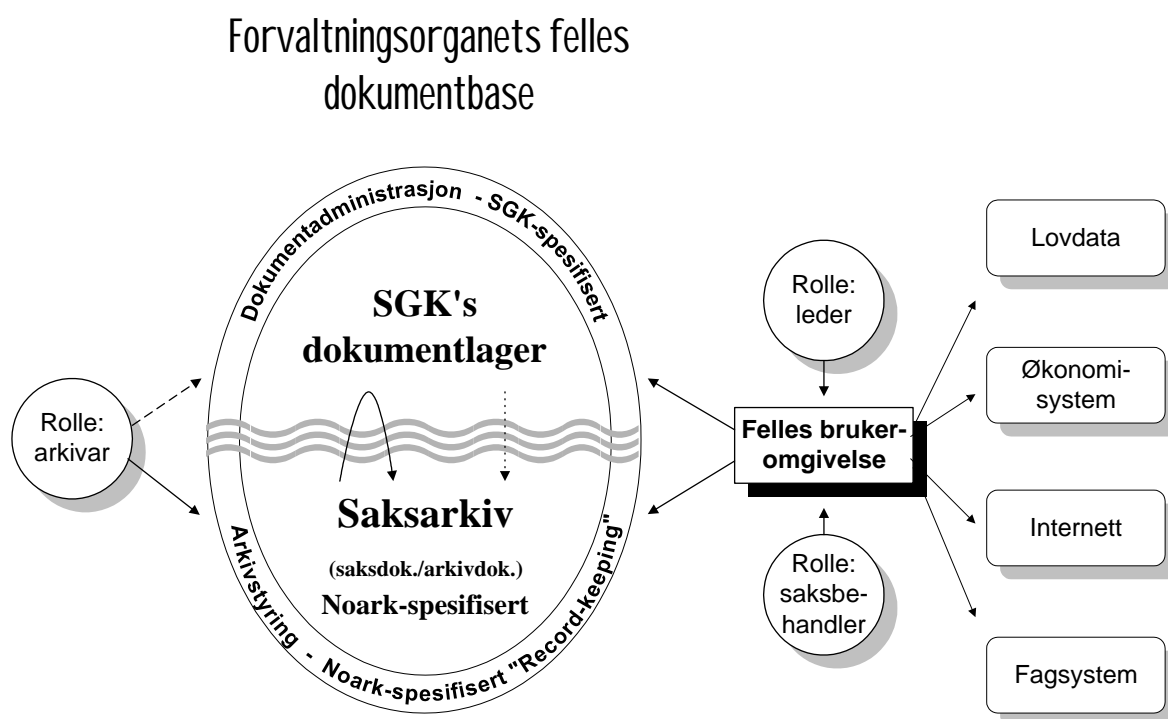 Forvaltningsorganets felles
dokumentbase
Dokumentadministrasjon - SGK-spesifisert
SGK's
dokumentlager
Rolle:
arkivar
Saksarkiv
(saksdok./arkivdok.)
Noark-spesifisert
Arkivstyring - Noark-spesifisert "Record-keeping"
Rolle:
leder
Felles bruker-
omgivelse
Rolle:
saksbe-
handler
Lovdata
Økonomi-
system
Internett
Fagsystem